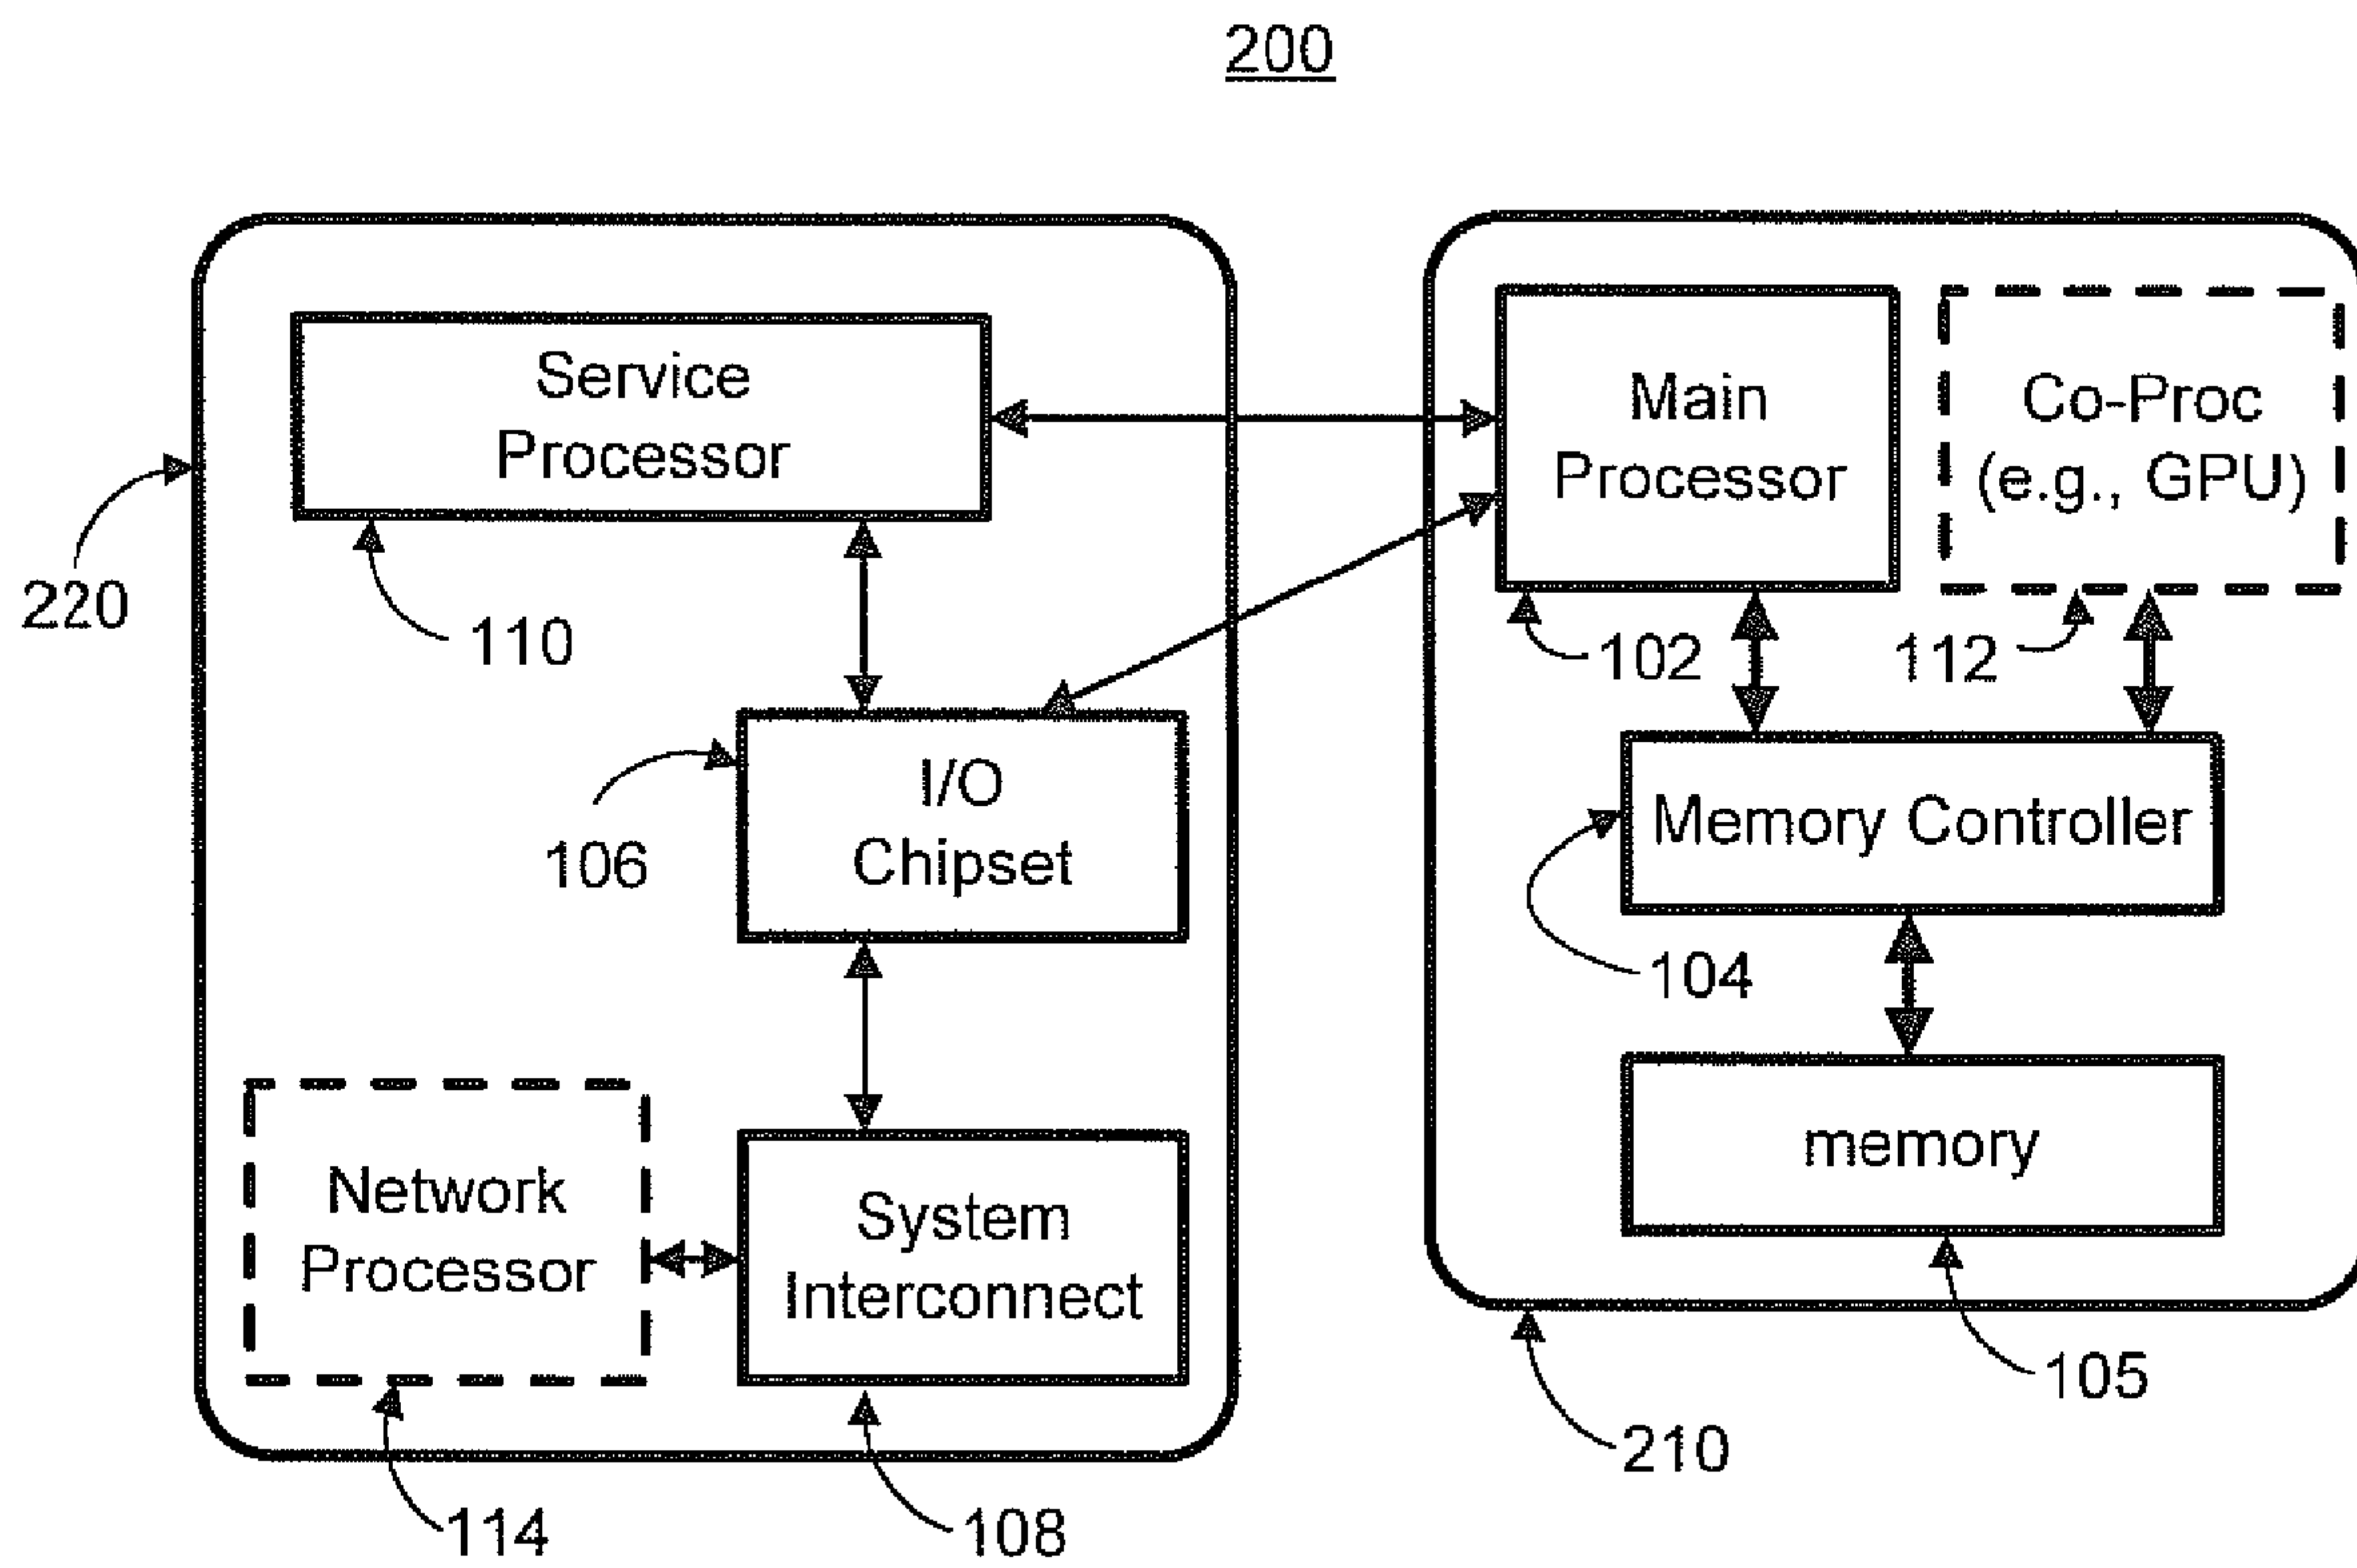 200
Service
Processor
220
110
I/O
Chipset
106
Network
Processor
System
Interconnect
114
108
Main
Processor
Co-Proc
(e.g., GPU)
102
112
Memory Controller
104
memory
105
210